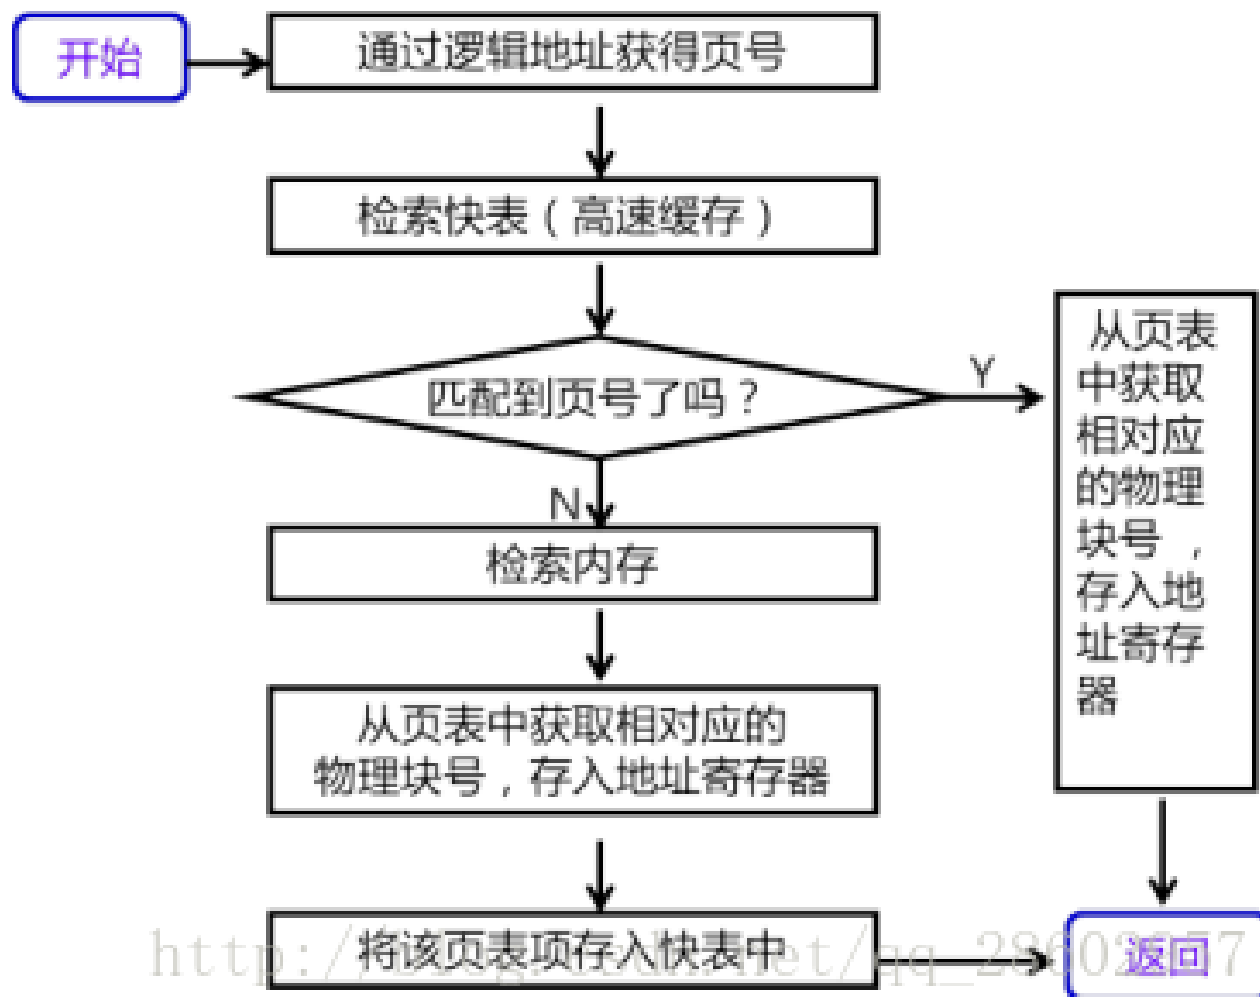 开始
通过逻辑地址获得页号
检索快表（高速缓存）
匹配到页号了吗？
Y
从页表
中获取
相对应
的物理
块号，
存入地
址寄存
器
N
检索内存
从页表中获取相对应的
物理块号，存入地址寄存器
将该页表项存入快表中
返回